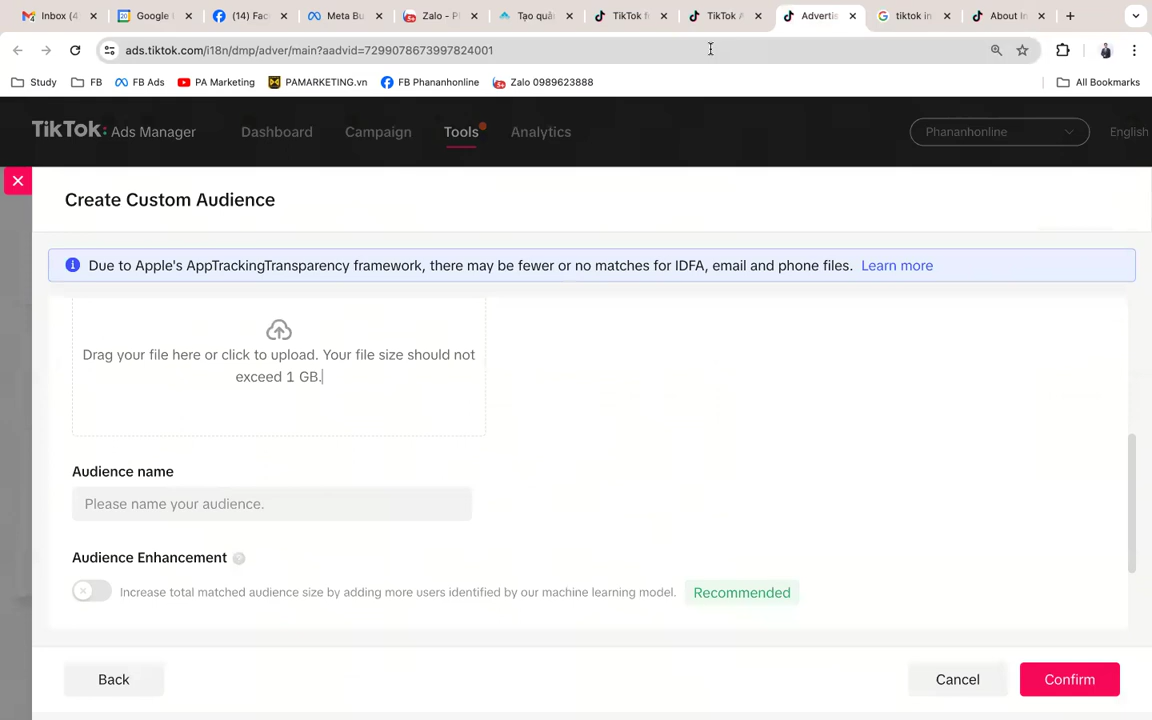 Inbox (4
Google
(14) Fac
Meta Bu
Zalo - P
Tạo quả
TikTok f
TikTok A
Advertis
tiktok in
About In
ads.tiktok.com/i18n/dmp/adver/main?aadvid=7299078673997824001
Study
FB
FB Ads
PA Marketing
PAMARKETING.vn
FB Phananhonline
Zalo 0989623888
All Bookmarks
TikTok: Ads Manager
Dashboard
Campaign
Tools
Analytics
Phananhonline
English
Create Custom Audience
Due to Apple's AppTrackingTransparency framework, there may be fewer or no matches for IDFA, email and phone files. Learn more
Drag your file here or click to upload. Your file size should not
exceed 1 GB.
Audience name
Please name your audience.
Audience Enhancement
Increase total matched audience size by adding more users identified by our machine learning model. Recommended
Back
Cancel
Confirm